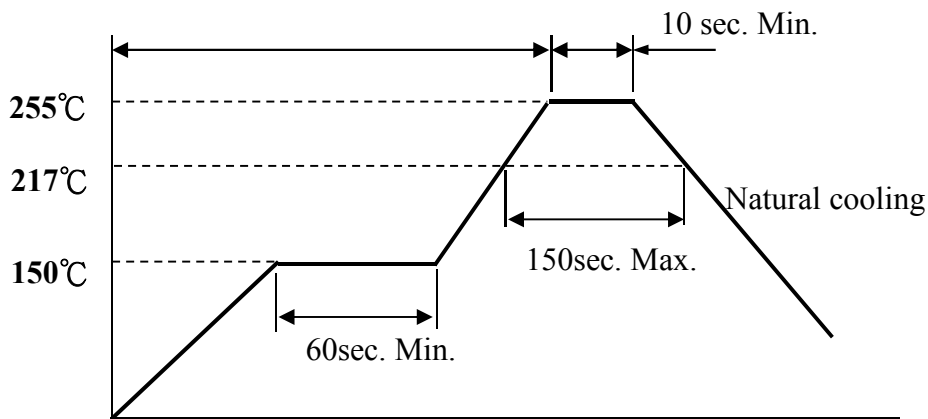 10 sec. Min.
255℃
217℃
Natural cooling
150sec. Max.
150℃
60sec. Min.